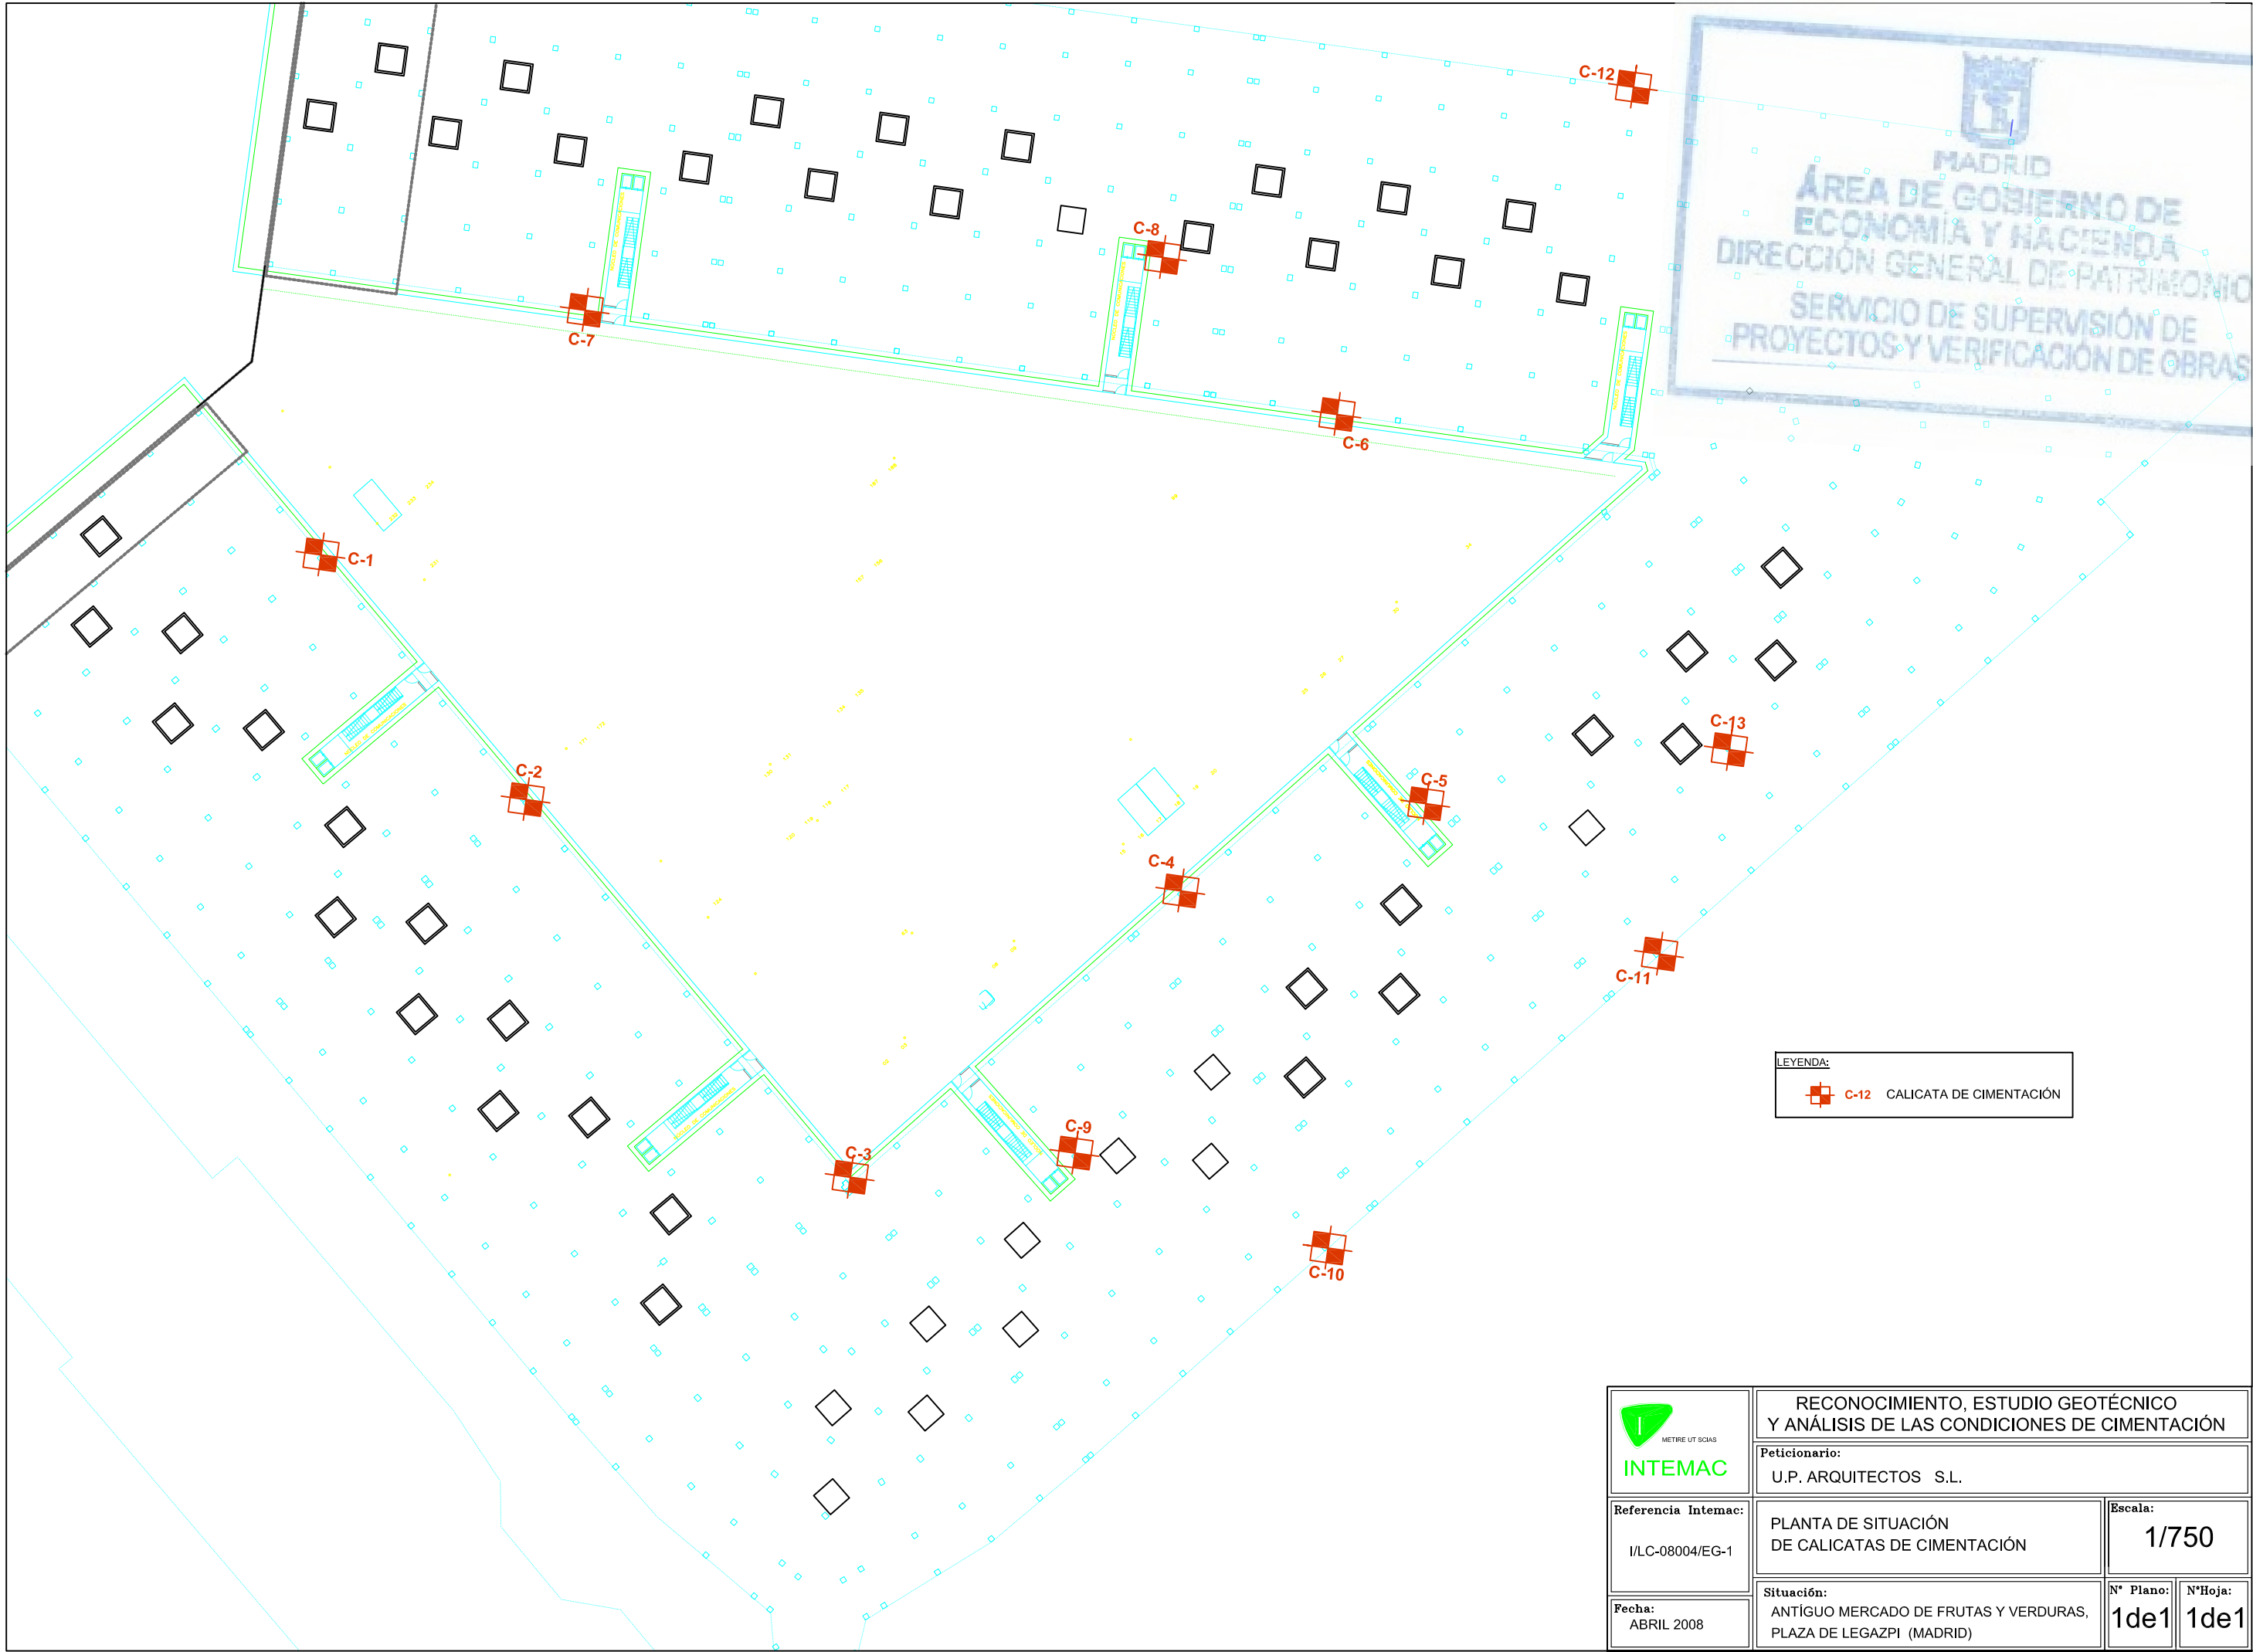 C-12
MADRID
ÁREA DE GOBIERNO DE
ECONOMÍA Y HACIENDA
DIRECCIÓN GENERAL DE PATRIMONIO
SERVICIO DE SUPERVISIÓN DE
PROYECTOS Y VERIFICACIÓN DE OBRAS
C-8
C-7
C-6
C-1
C-13
C-2
C-5
C-4
C-11
C-9
C-3
C-10
LEYENDA:
C-12 CALICATA DE CIMENTACIÓN
METIRE UT SCIAS
INTEMAC
RECONOCIMIENTO, ESTUDIO GEOTÉCNICO
Y ANÁLISIS DE LAS CONDICIONES DE CIMENTACIÓN
Peticionario:
U.P. ARQUITECTOS S.L.
Referencia Intemac:
I/LC-08004/EG-1
PLANTA DE SITUACIÓN
DE CALICATAS DE CIMENTACIÓN
Escala:
1/750
Fecha:
ABRIL 2008
Situación:
ANTÍGUO MERCADO DE FRUTAS Y VERDURAS,
PLAZA DE LEGAZPI (MADRID)
Nº Plano:
1de1
NºHoja:
1de1